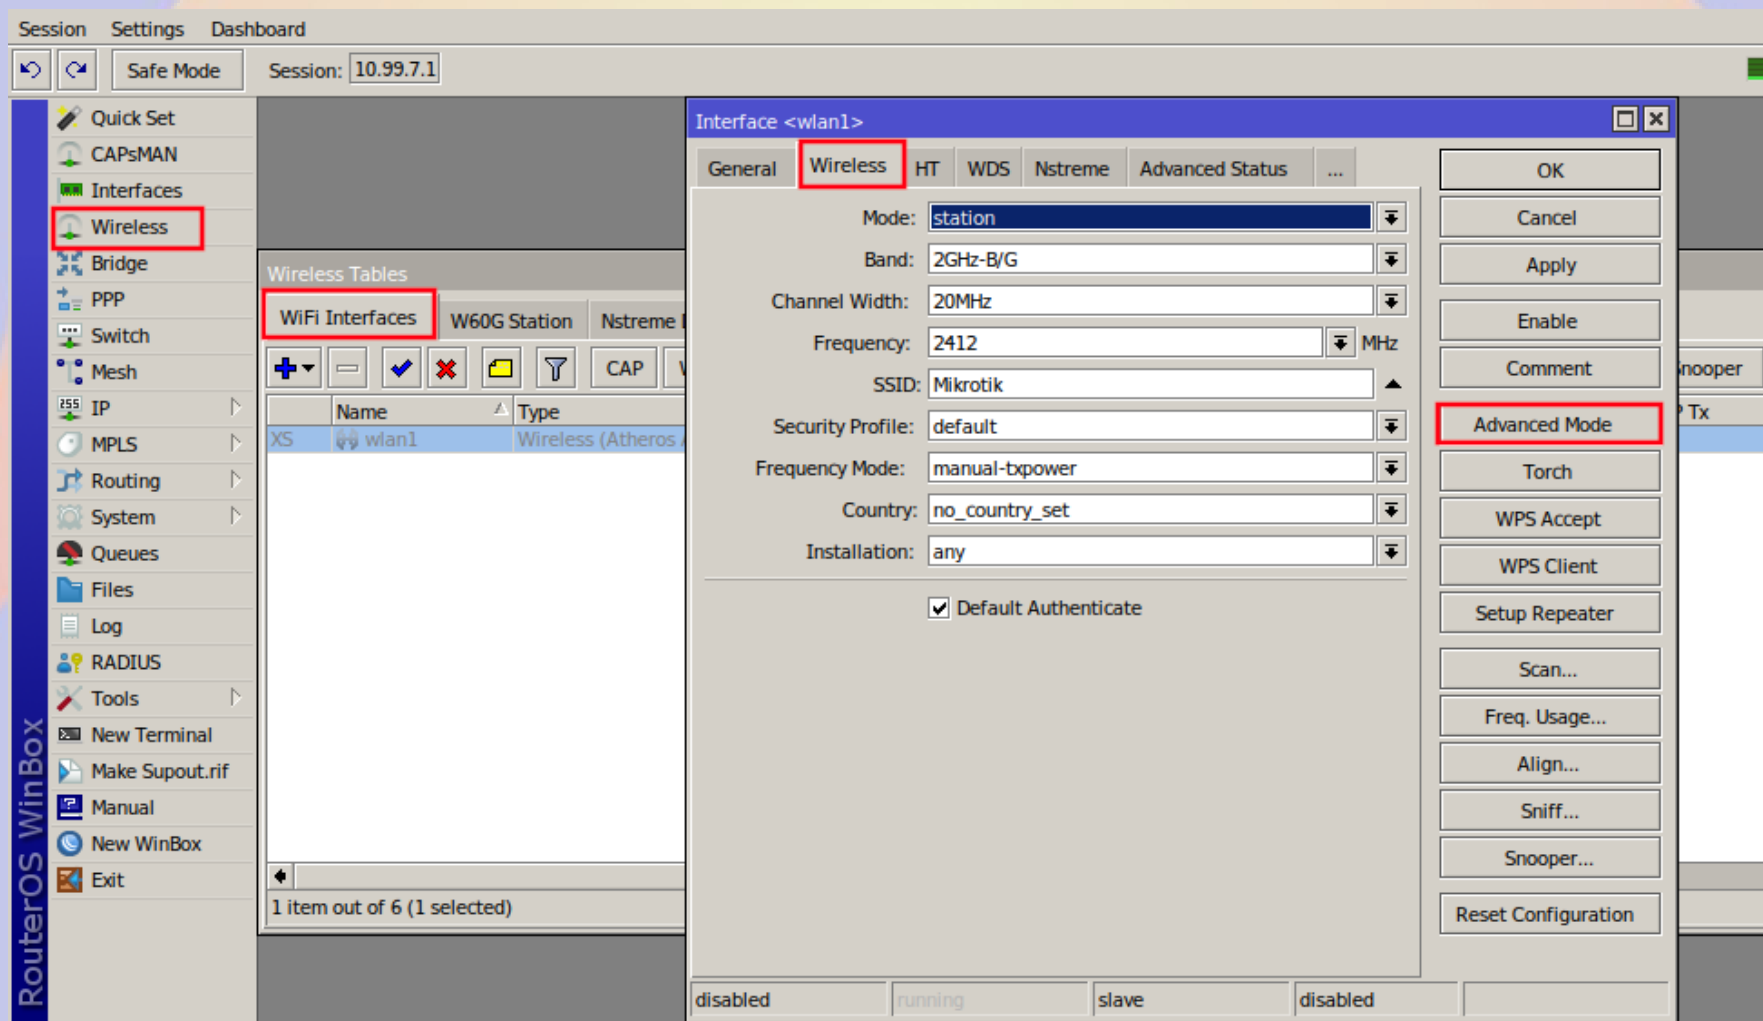 Session Settings Dashboard
Safe Mode Session: 10.99.7.1
RouterOS WinBox
Quick Set
CAPsMAN
Interfaces
Wireless
Bridge
PPP
Switch
Mesh
255 IP
MPLS
Routing
System
Queues
Files
Log
RADIUS
Tools
New Terminal
Make Supout.rif
Manual
New WinBox
Exit
Wireless Tables
WiFi Interfaces W60G Station Nstreme
CAP
Name Type
XS wlan1 Wireless (Atheros
1 item out of 6 (1 selected)
Interface <wlan1>
General Wireless HT WDS Nstreme Advanced Status ...
Mode: station
Band: 2GHz-B/G
Channel Width: 20MHz
Frequency: 2412 MHz
SSID: Mikrotik
Security Profile: default
Frequency Mode: manual-txpower
Country: no_country_set
Installation: any
Default Authenticate
OK
Cancel
Apply
Enable
Comment
Advanced Mode
Torch
WPS Accept
WPS Client
Setup Repeater
Scan...
Freq. Usage...
Align...
Sniff...
Snooper...
Reset Configuration
disabled running slave disabled
Snooper
Tx